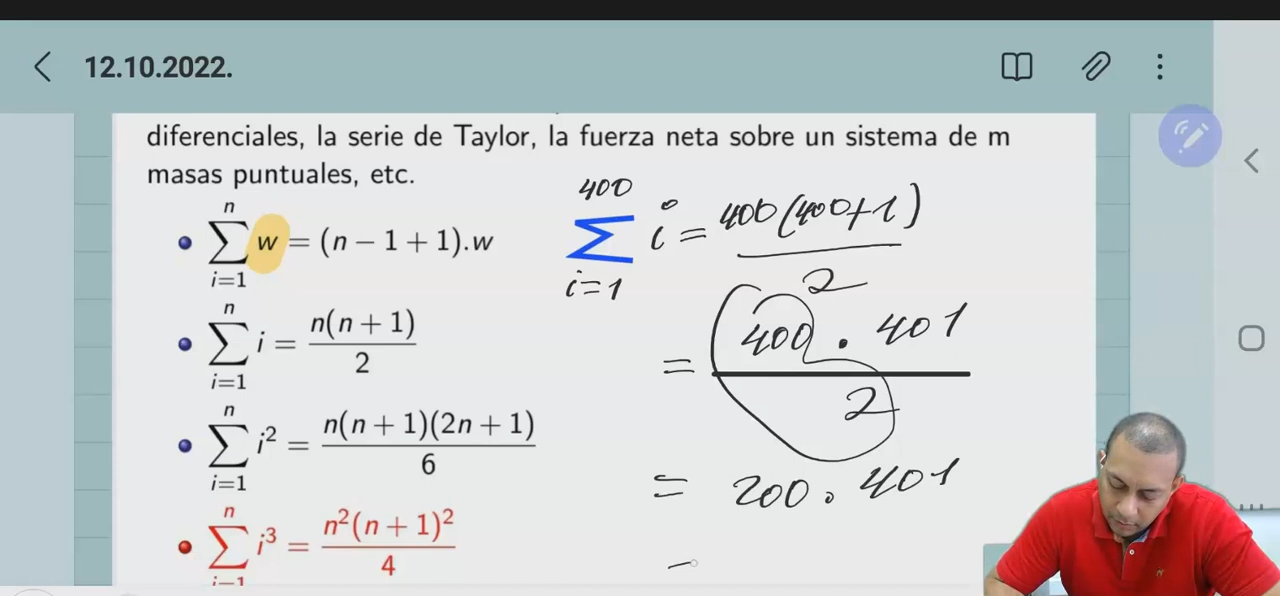 12.10.2022.
diferenciales, la serie de Taylor, la fuerza neta sobre un sistema de m
masas puntuales, etc.
• ∑_{i=1}^{n} w = (n − 1 + 1).w
• ∑_{i=1}^{n} i = n(n + 1)/2
• ∑_{i=1}^{n} i² = n(n + 1)(2n + 1)/6
• ∑_{i=1}^{n} i³ = n²(n + 1)²/4
∑_{i=1}^{400} i = 400(400+1)/2
= 400 . 401/2
= 200 . 401